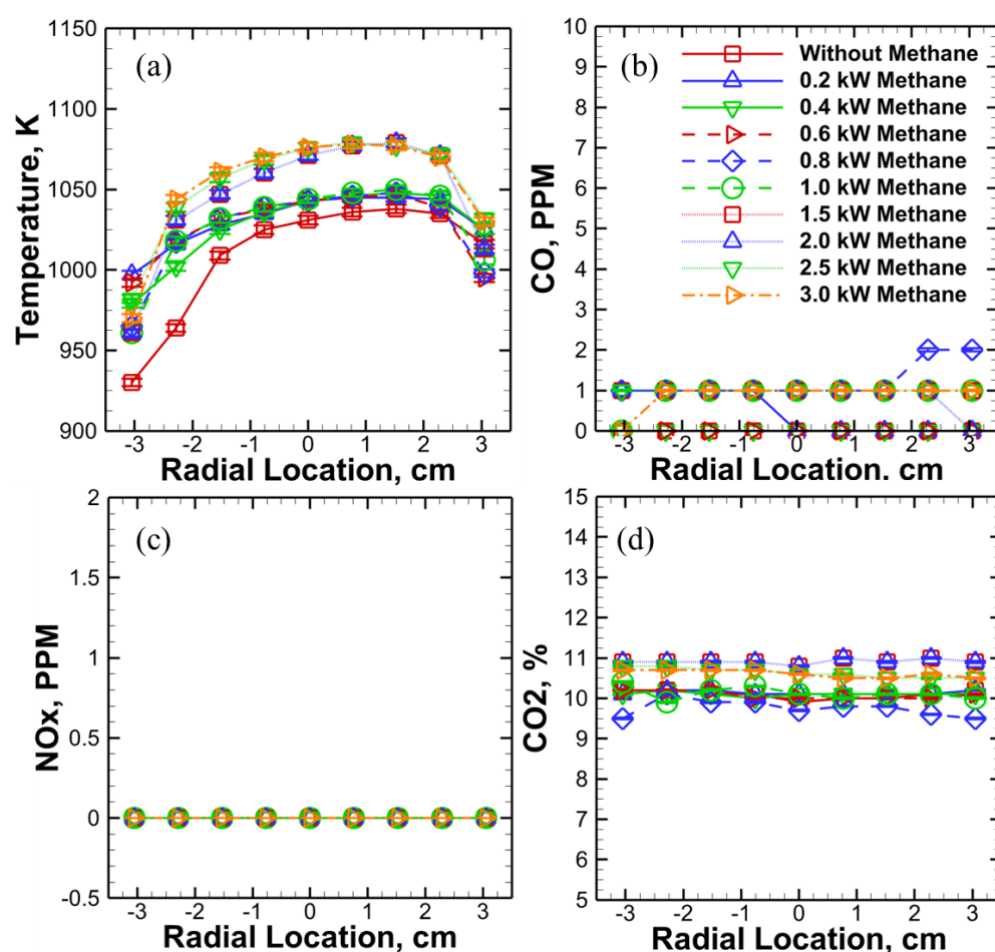 1150
1100
1050
1000
950
900
Temperature, K
(a)
-3 -2 -1 0 1 2 3
Radial Location, cm
10
9
8
7
6
5
4
3
2
1
0
CO, PPM
(b)
Without Methane
0.2 kW Methane
0.4 kW Methane
0.6 kW Methane
0.8 kW Methane
1.0 kW Methane
1.5 kW Methane
2.0 kW Methane
2.5 kW Methane
3.0 kW Methane
-3 -2 -1 0 1 2 3
Radial Location, cm
2
1.5
1
0.5
0
-0.5
NOx, PPM
(c)
-3 -2 -1 0 1 2 3
Radial Location, cm
15
14
13
12
11
10
9
8
7
6
5
CO2, %
(d)
-3 -2 -1 0 1 2 3
Radial Location, cm